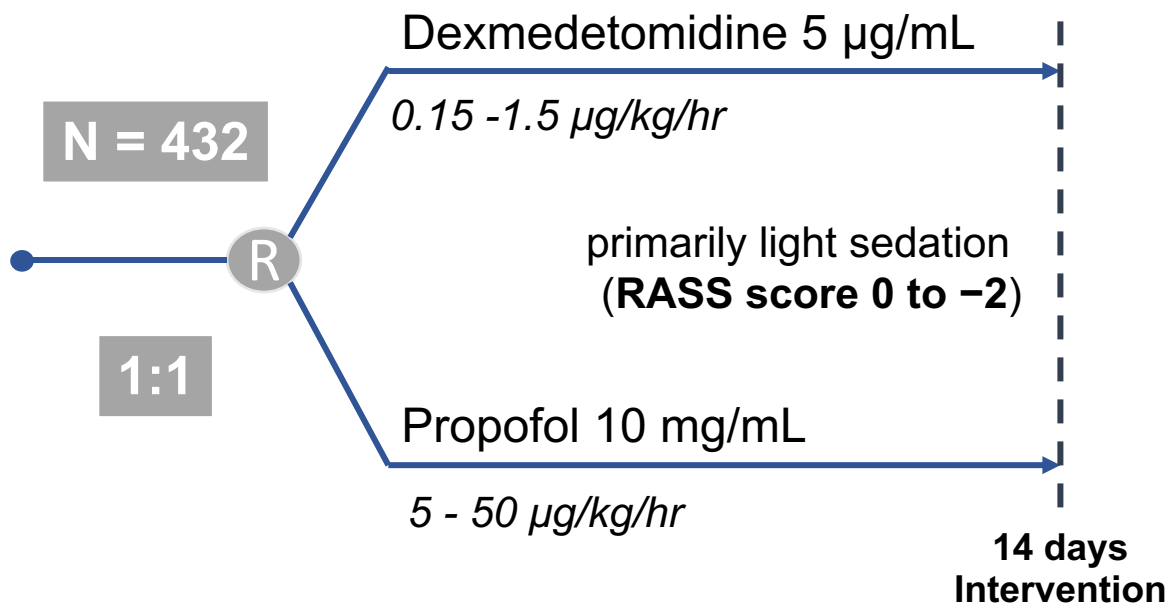 Dexmedetomidine 5 µg/mL
0.15 -1.5 µg/kg/hr
N = 432
R
primarily light sedation
(RASS score 0 to −2)
1:1
Propofol 10 mg/mL
5 - 50 µg/kg/hr
14 days
Intervention